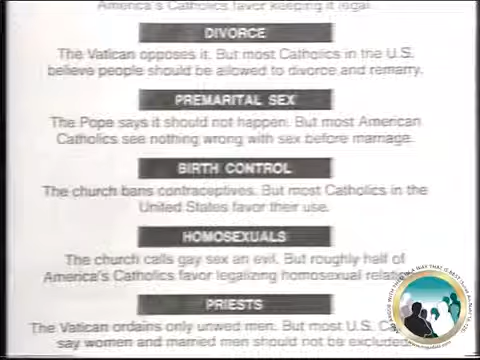 America's Catholics favor keeping it legal.
DIVORCE
The Vatican opposes it. But most Catholics in the U.S.
believe people should be allowed to divorce and remarry.
PREMARITAL SEX
The Pope says it should not happen. But most American
Catholics see nothing wrong with sex before marriage.
BIRTH CONTROL
The church bans contraceptives. But most Catholics in the
United States favor their use.
HOMOSEXUALS
The church calls gay sex an evil. But roughly half of
America's Catholics favor legalizing homosexual
PRIESTS
The Vatican ordains only unwed men. But most U.S.
say women and married men should not be excluded